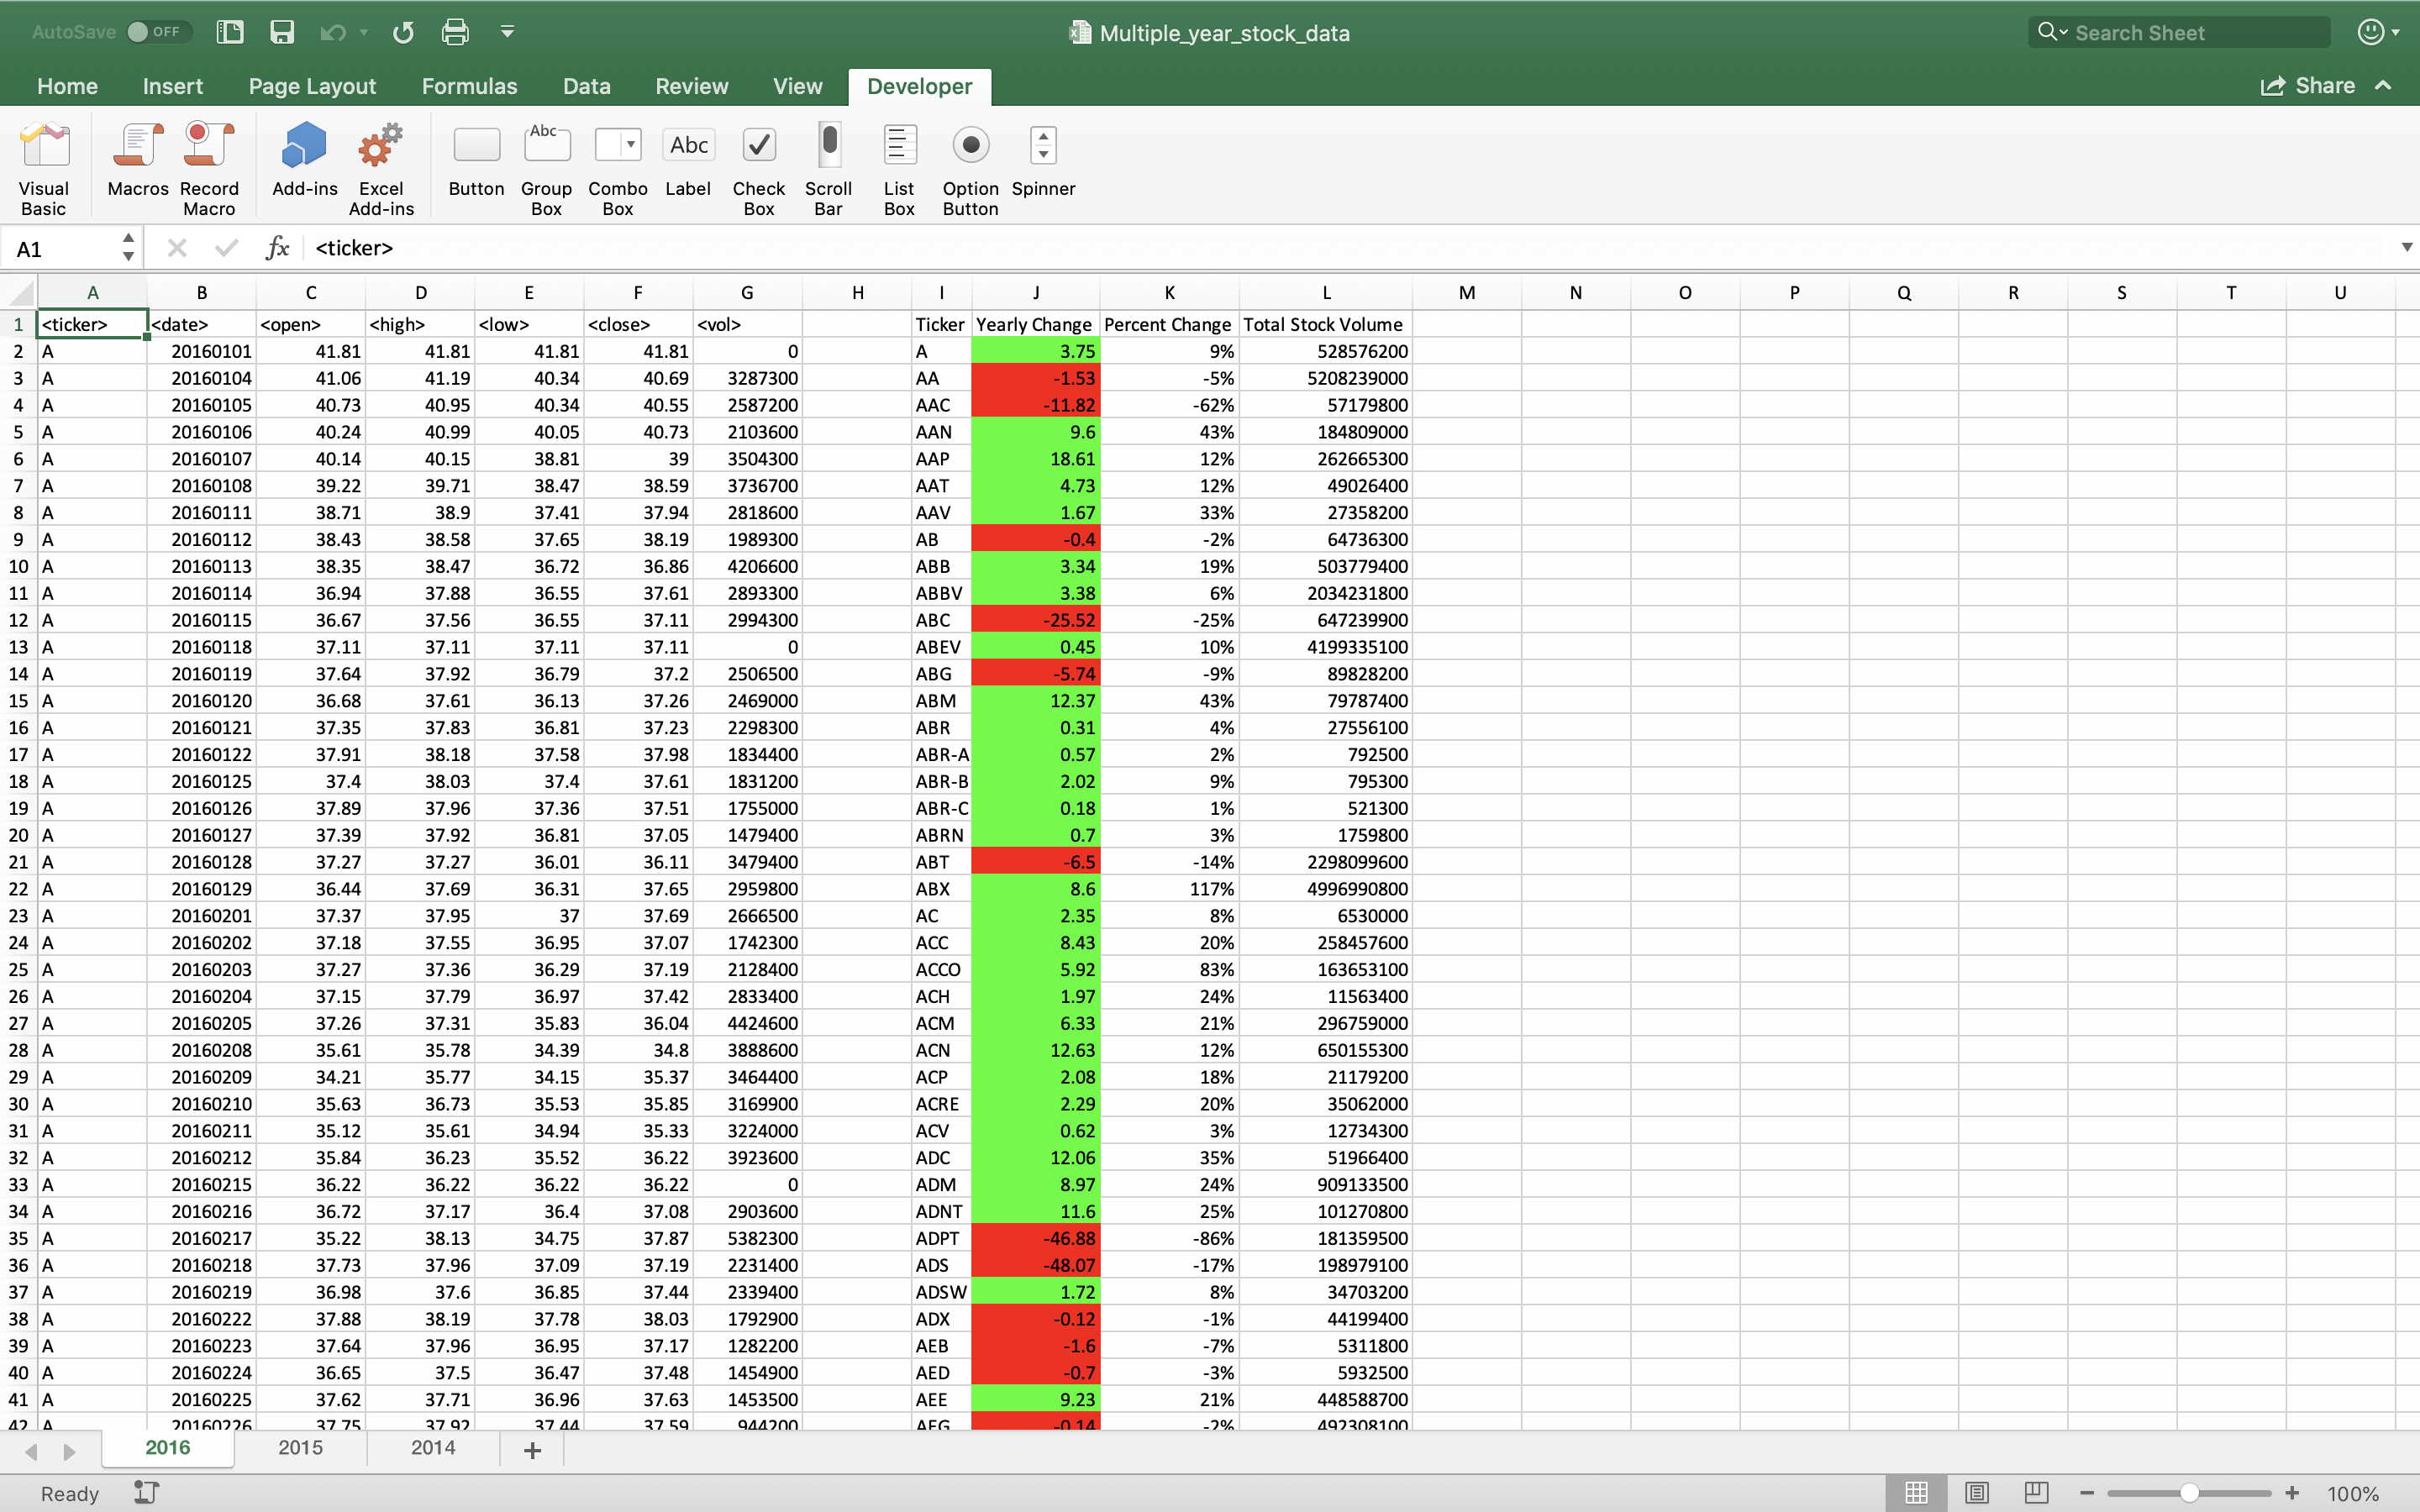 AutoSave OFF Multiple_year_stock_data Search Sheet
Home Insert Page Layout Formulas Data Review View Developer Share
Visual Basic Macros Record Macro Add-ins Excel Add-ins Button Group Box Combo Box Label Check Box Scroll Bar List Box Option Button Spinner
Abc Abc
A1 fx <ticker>
A B C D E F G H I J K L M N O P Q R S T U
1 <ticker> <date> <open> <high> <low> <close> <vol> Ticker Yearly Change Percent Change Total Stock Volume
2 A 20160101 41.81 41.81 41.81 41.81 0 A 3.75 9% 528576200
3 A 20160104 41.06 41.19 40.34 40.69 3287300 AA -1.53 -5% 5208239000
4 A 20160105 40.73 40.95 40.34 40.55 2587200 AAC -11.82 -62% 57179800
5 A 20160106 40.24 40.99 40.05 40.73 2103600 AAN 9.6 43% 184809000
6 A 20160107 40.14 40.15 38.81 39 3504300 AAP 18.61 12% 262665300
7 A 20160108 39.22 39.71 38.47 38.59 3736700 AAT 4.73 12% 49026400
8 A 20160111 38.71 38.9 37.41 37.94 2818600 AAV 1.67 33% 27358200
9 A 20160112 38.43 38.58 37.65 38.19 1989300 AB -0.4 -2% 64736300
10 A 20160113 38.35 38.47 36.72 36.86 4206600 ABB 3.34 19% 503779400
11 A 20160114 36.94 37.88 36.55 37.61 2893300 ABBV 3.38 6% 2034231800
12 A 20160115 36.67 37.56 36.55 37.11 2994300 ABC -25.52 -25% 647239900
13 A 20160118 37.11 37.11 37.11 37.11 0 ABEV 0.45 10% 4199335100
14 A 20160119 37.64 37.92 36.79 37.2 2506500 ABG -5.74 -9% 89828200
15 A 20160120 36.68 37.61 36.13 37.26 2469000 ABM 12.37 43% 79787400
16 A 20160121 37.35 37.83 36.81 37.23 2298300 ABR 0.31 4% 27556100
17 A 20160122 37.91 38.18 37.58 37.98 1834400 ABR-A 0.57 2% 792500
18 A 20160125 37.4 38.03 37.4 37.61 1831200 ABR-B 2.02 9% 795300
19 A 20160126 37.89 37.96 37.36 37.51 1755000 ABR-C 0.18 1% 521300
20 A 20160127 37.39 37.92 36.81 37.05 1479400 ABRN 0.7 3% 1759800
21 A 20160128 37.27 37.27 36.01 36.11 3479400 ABT -6.5 -14% 2298099600
22 A 20160129 36.44 37.69 36.31 37.65 2959800 ABX 8.6 117% 4996990800
23 A 20160201 37.37 37.95 37 37.69 2666500 AC 2.35 8% 6530000
24 A 20160202 37.18 37.55 36.95 37.07 1742300 ACC 8.43 20% 258457600
25 A 20160203 37.27 37.36 36.29 37.19 2128400 ACCO 5.92 83% 163653100
26 A 20160204 37.15 37.79 36.97 37.42 2833400 ACH 1.97 24% 11563400
27 A 20160205 37.26 37.31 35.83 36.04 4424600 ACM 6.33 21% 296759000
28 A 20160208 35.61 35.78 34.39 34.8 3888600 ACN 12.63 12% 650155300
29 A 20160209 34.21 35.77 34.15 35.37 3464400 ACP 2.08 18% 21179200
30 A 20160210 35.63 36.73 35.53 35.85 3169900 ACRE 2.29 20% 35062000
31 A 20160211 35.12 35.61 34.94 35.33 3224000 ACV 0.62 3% 12734300
32 A 20160212 35.84 36.23 35.52 36.22 3923600 ADC 12.06 35% 51966400
33 A 20160215 36.22 36.22 36.22 36.22 0 ADM 8.97 24% 909133500
34 A 20160216 36.72 37.17 36.4 37.08 2903600 ADNT 11.6 25% 101270800
35 A 20160217 35.22 38.13 34.75 37.87 5382300 ADPT -46.88 -86% 181359500
36 A 20160218 37.73 37.96 37.09 37.19 2231400 ADS -48.07 -17% 198979100
37 A 20160219 36.98 37.6 36.85 37.44 2339400 ADSW 1.72 8% 34703200
38 A 20160222 37.88 38.19 37.78 38.03 1792900 ADX -0.12 -1% 44199400
39 A 20160223 37.64 37.96 36.95 37.17 1282200 AEB -1.6 -7% 5311800
40 A 20160224 36.65 37.5 36.47 37.48 1454900 AED -0.7 -3% 5932500
41 A 20160225 37.62 37.71 36.96 37.63 1453500 AEE 9.23 21% 448588700
42 A 20160226 37.75 37.92 37.44 37.59 944200 AEG -0.14 -2% 492308100
2016 2015 2014
Ready 100%